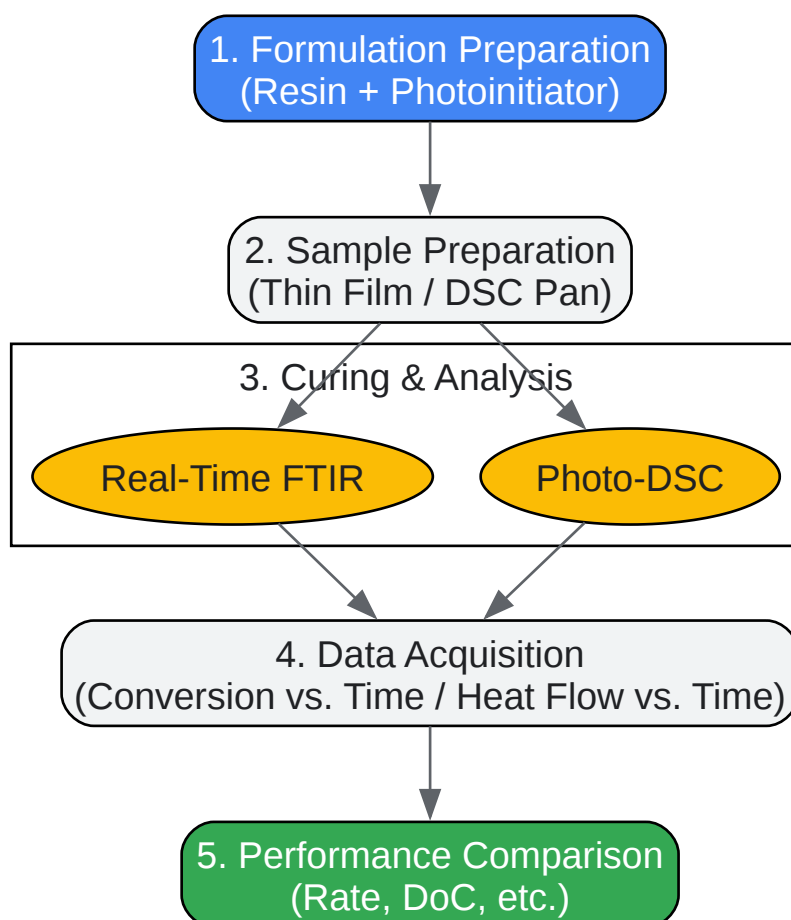 1. Formulation Preparation
(Resin + Photoinitiator)
2. Sample Preparation
(Thin Film / DSC Pan)
3. Curing & Analysis
Real-Time FTIR
Photo-DSC
4. Data Acquisition
(Conversion vs. Time / Heat Flow vs. Time)
5. Performance Comparison
(Rate, DoC, etc.)